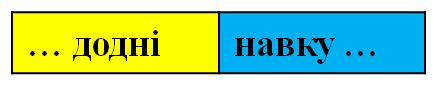 … додні навку …